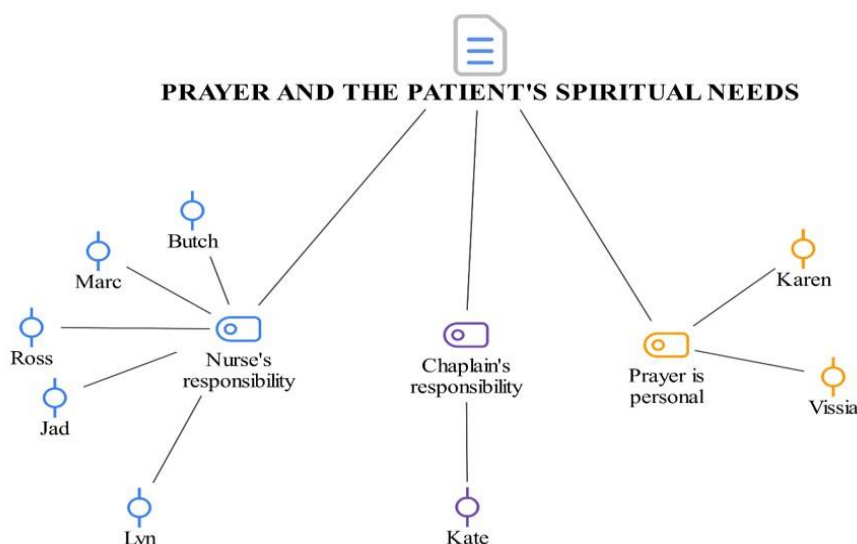 PRAYER AND THE PATIENT'S SPIRITUAL NEEDS
Butch
Marc
Karen
Ross
Nurse's
responsibility
Chaplain's
responsibility
Prayer is
personal
Jad
Vissia
Lyn
Kate